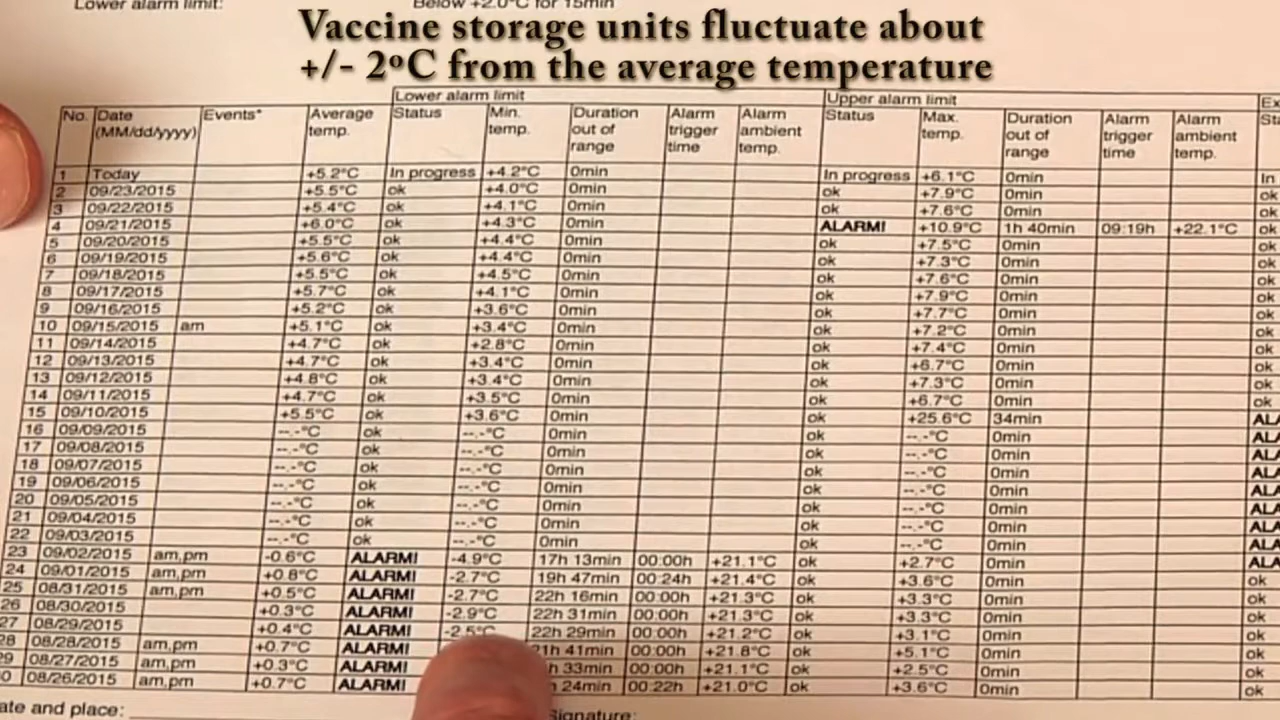 Lower alarm limit: Below +2.0°C for 15min
Vaccine storage units fluctuate about
+/- 2ºC from the average temperature
Lower alarm limit Upper alarm limit
No. Date (MM/dd/yyyy) Events* Average temp. Status Min. temp. Duration out of range Alarm trigger time Alarm ambient temp. Status Max. temp. Duration out of range Alarm trigger time Alarm ambient temp.
1 Today +5.2°C In progress +4.2°C 0min In progress +6.1°C 0min In
2 09/23/2015 +5.5°C ok +4.0°C 0min ok +7.9°C 0min ok
3 09/22/2015 +5.4°C ok +4.1°C 0min ok +7.6°C 0min ok
4 09/21/2015 +6.0°C ok +4.3°C 0min ALARM! +10.9°C 1h 40min 09:19h +22.1°C ok
5 09/20/2015 +5.5°C ok +4.4°C 0min ok +7.5°C 0min ok
6 09/19/2015 +5.6°C ok +4.4°C 0min ok +7.3°C 0min ok
7 09/18/2015 +5.5°C ok +4.5°C 0min ok +7.6°C 0min ok
8 09/17/2015 +5.7°C ok +4.1°C 0min ok +7.9°C 0min ok
9 09/16/2015 +5.2°C ok +3.6°C 0min ok +7.7°C 0min ok
10 09/15/2015 am +5.1°C ok +3.4°C 0min ok +7.2°C 0min ok
11 09/14/2015 +4.7°C ok +2.8°C 0min ok +7.4°C 0min ok
12 09/13/2015 +4.7°C ok +3.4°C 0min ok +6.7°C 0min ok
13 09/12/2015 +4.8°C ok +3.4°C 0min ok +7.3°C 0min ok
14 09/11/2015 +4.7°C ok +3.5°C 0min ok +6.7°C 0min ok
15 09/10/2015 +5.5°C ok +3.6°C 0min ok +25.6°C 34min ALA
16 09/09/2015 --.-°C ok --.-°C 0min ok --.-°C 0min ALA
17 09/08/2015 --.-°C ok --.-°C 0min ok --.-°C 0min ALA
18 09/07/2015 --.-°C ok --.-°C 0min ok --.-°C 0min ALA
19 09/06/2015 --.-°C ok --.-°C 0min ok --.-°C 0min ALA
20 09/05/2015 --.-°C ok --.-°C 0min ok --.-°C 0min ALA
21 09/04/2015 --.-°C ok --.-°C 0min ok --.-°C 0min ALA
22 09/03/2015 --.-°C ok --.-°C 0min ok --.-°C 0min ALA
23 09/02/2015 am,pm -0.6°C ALARM! -4.9°C 17h 13min 00:00h +21.1°C ok +2.7°C 0min ALA
24 09/01/2015 am,pm +0.8°C ALARM! -2.7°C 19h 47min 00:24h +21.4°C ok +3.6°C 0min ok
25 08/31/2015 am,pm +0.5°C ALARM! -2.7°C 22h 16min 00:00h +21.3°C ok +3.3°C 0min ok
26 08/30/2015 +0.3°C ALARM! -2.9°C 22h 31min 00:00h +21.3°C ok +3.3°C 0min ok
27 08/29/2015 +0.4°C ALARM! -2.5°C 22h 29min 00:00h +21.2°C ok +3.1°C 0min ok
28 08/28/2015 am,pm +0.7°C ALARM! 21h 41min 00:00h +21.8°C ok +5.1°C 0min ok
29 08/27/2015 am,pm +0.3°C ALARM! h 33min 00:00h +21.1°C ok +2.5°C 0min ok
0 08/26/2015 am,pm +0.7°C ALARM! h 24min 00:22h +21.0°C ok +3.6°C 0min ok
ate and place: Signature: